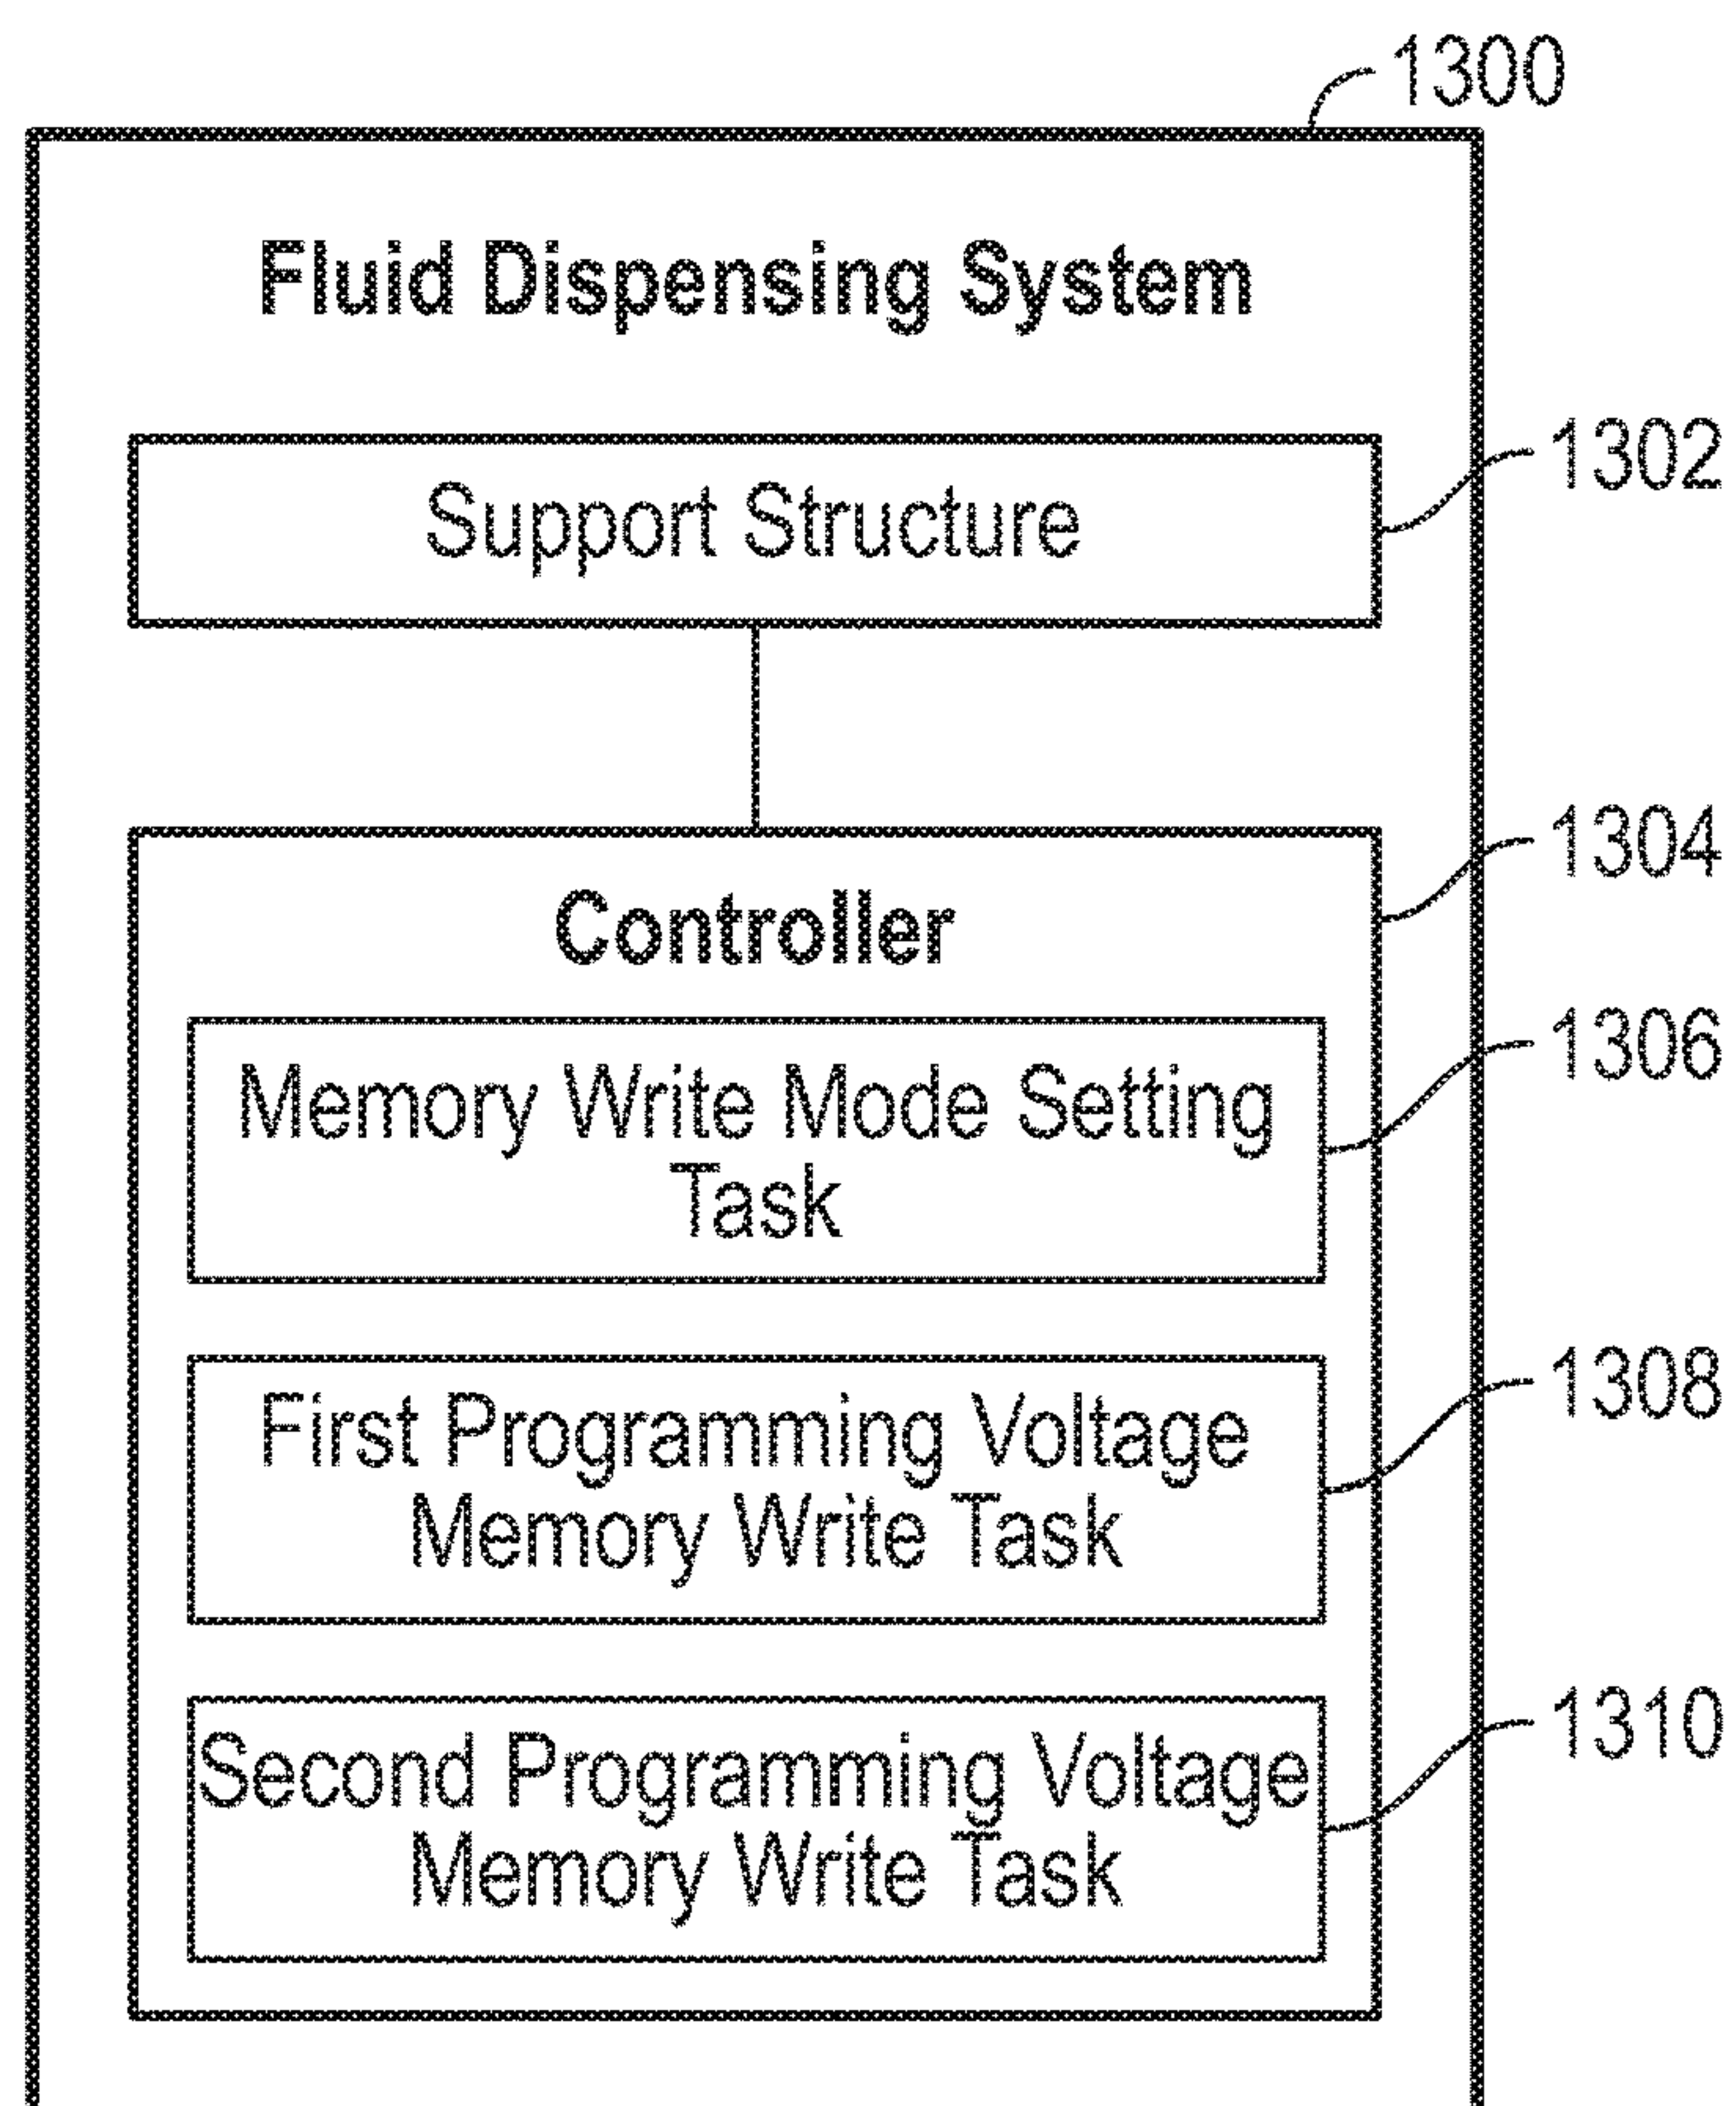 1300
Fluid Dispensing System
1302
Support Structure
1304
Controller
1306
Memory Write Mode Setting
Task
1308
First Programming Voltage
Memory Write Task
1310
Second Programming Voltage
Memory Write Task